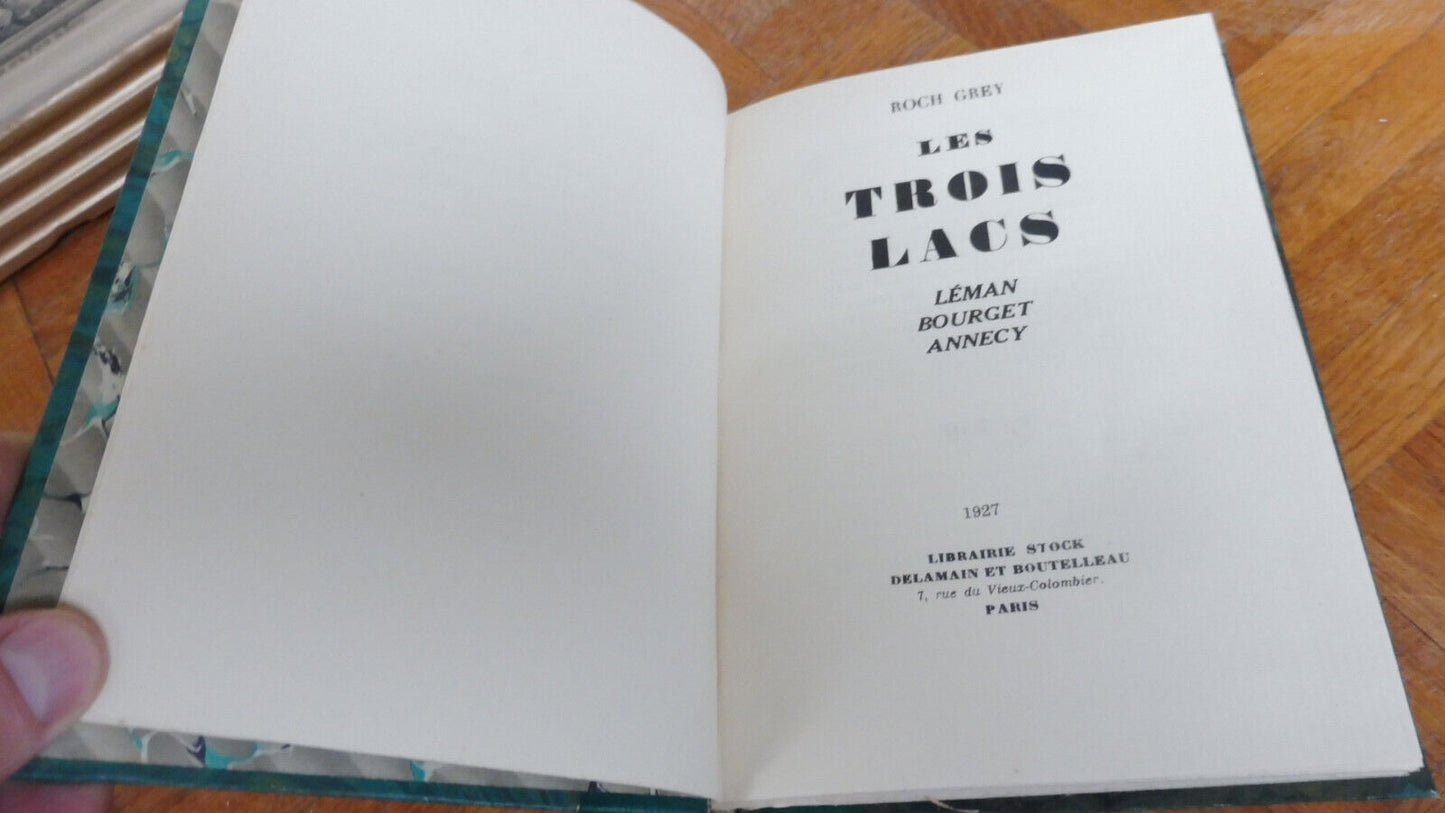 ROCH GREY
LES
TROIS
LACS
LÉMAN
BOURGET
ANNECY
1927
LIBRAIRIE STOCK
DELAMAIN ET BOUTELLEAU
7, rue du Vieux-Colombier.
PARIS